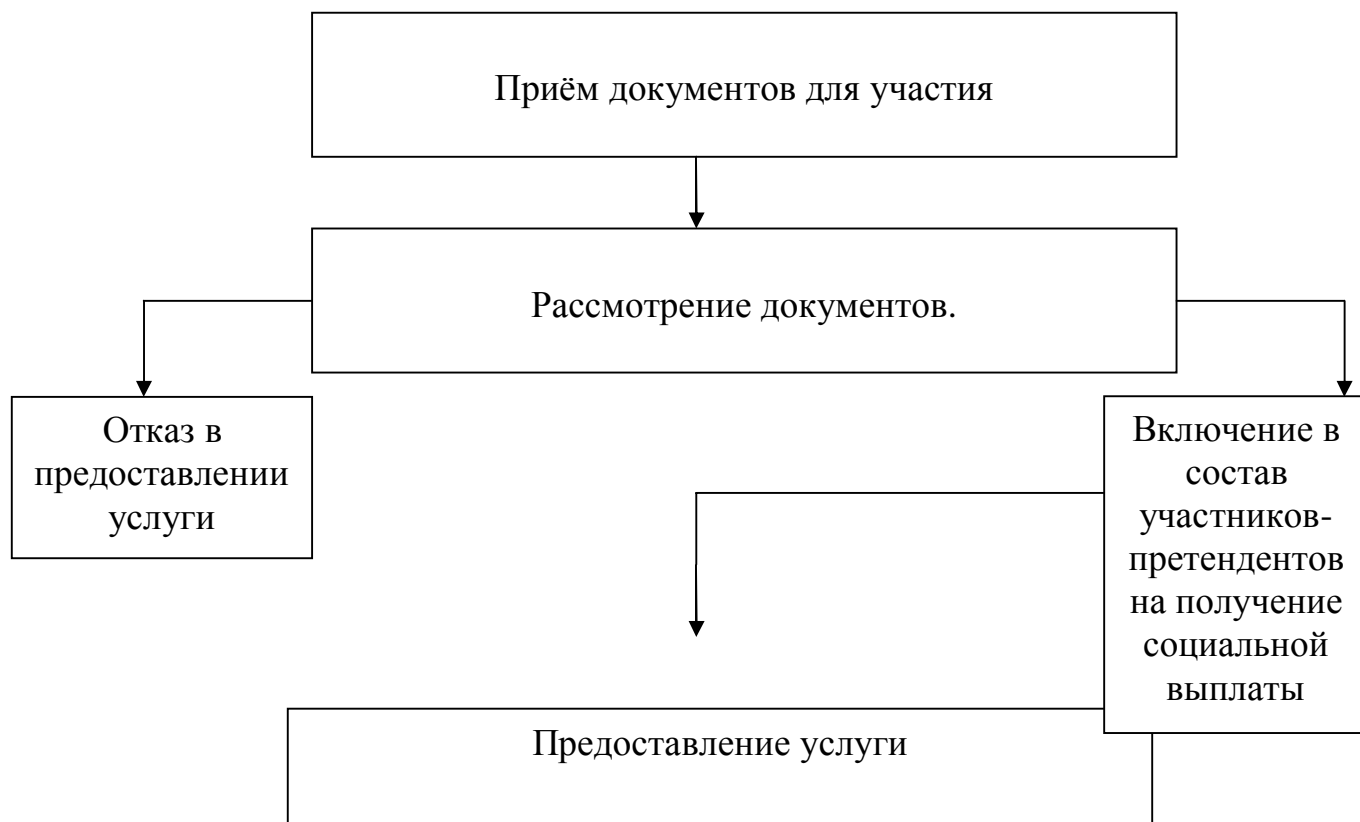 Приём документов для участия
Рассмотрение документов.
Отказ в
предоставлении
услуги
Включение в
состав
участников-
претендентов
на получение
социальной
выплаты
Предоставление услуги